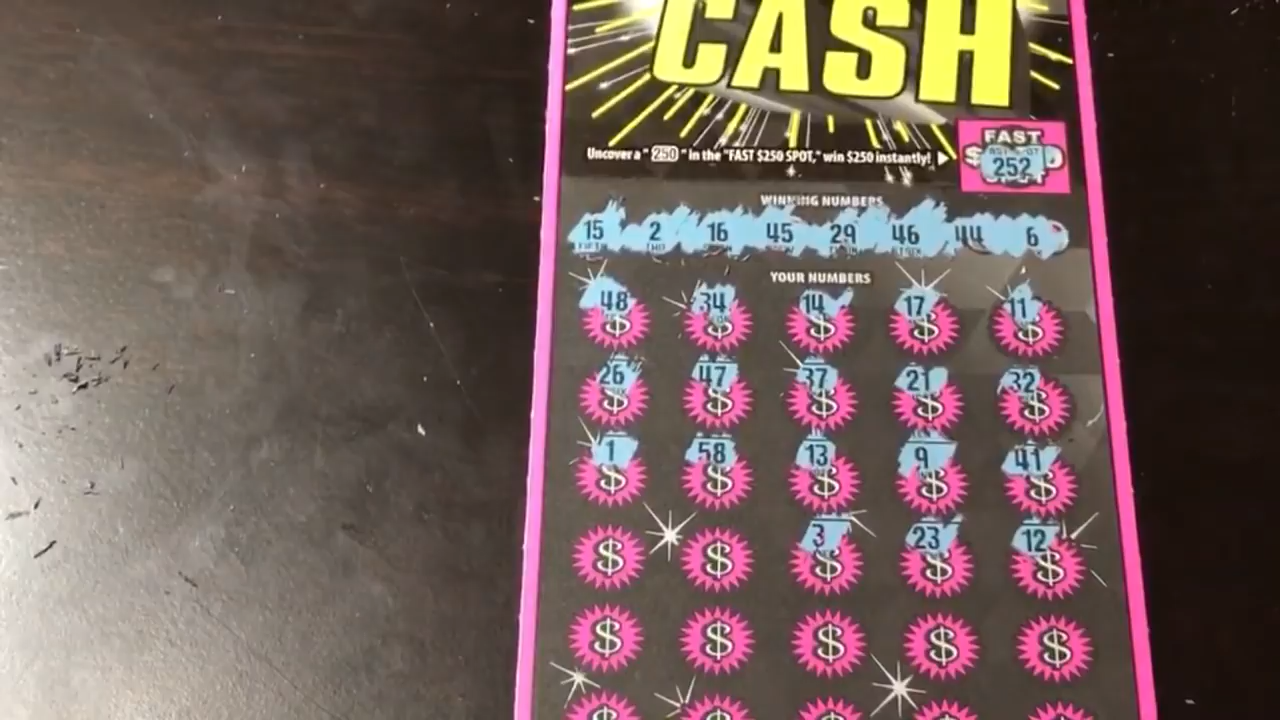 CASH
Uncover a "250" in the "FAST $250 SPOT," win $250 instantly!
FAST
252
WINNING NUMBERS
15 2 16 45 29 46 44 6
YOUR NUMBERS
48 34 14 17 11
$ $ $ $ $
26 47 37 21 32
$ $ $ $ $
1 58 13 9 41
$ $ $ $ $
3 23 12
$ $ $ $ $
$ $ $ $ $